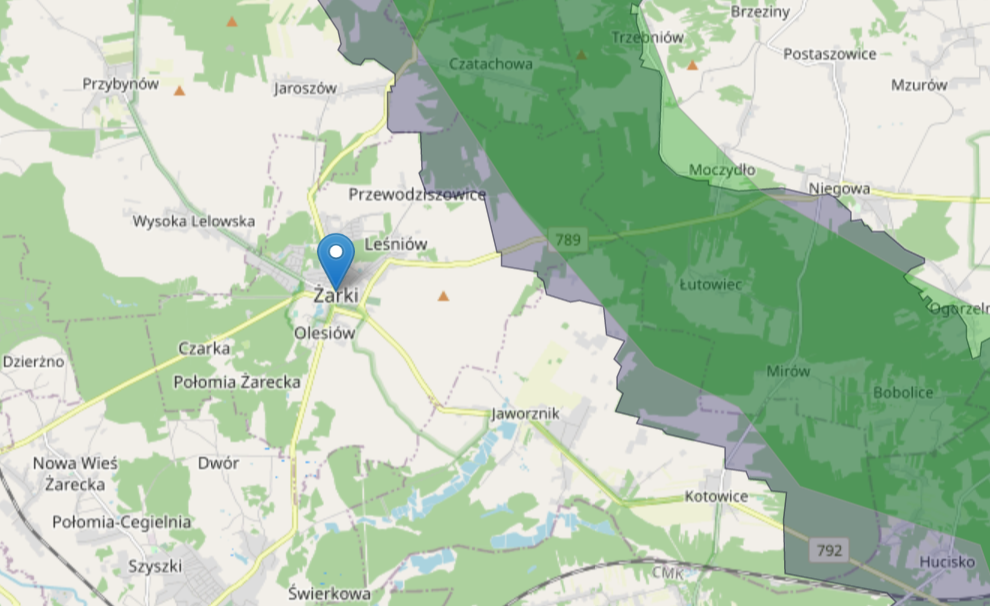 Brzeziny
Trzebniów
Postaszowice
Czatachowa
Przybynów
Jaroszów
Mzurów
Moczydło
Niegowa
Przewodziszowice
Wysoka Lelowska
Leśniów
789
Łutowiec
Żarki
Olesiów
Czarka
Dzierżno
Połomia Żarecka
Mirów
Bobolice
Jaworznik
Nowa Wieś
Żarecka
Dwór
Kotowice
Połomia-Cegielnia
792
Szyszki
Hucisko
CMK
Świerkowa